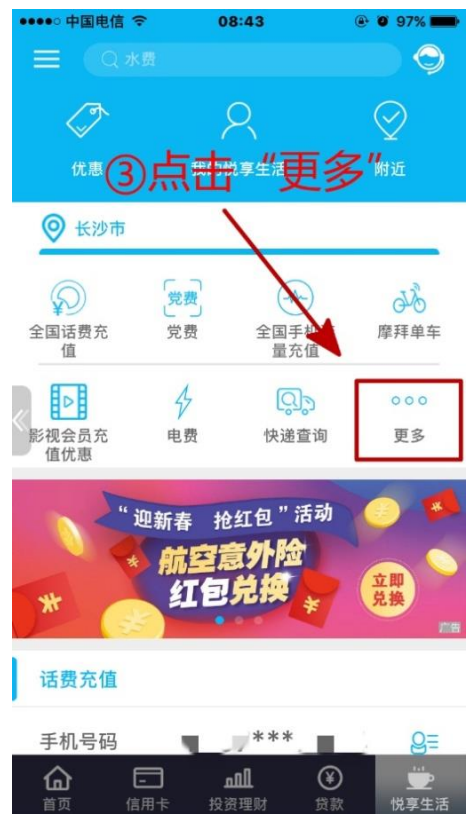 中国电信 08:43 97%
水费
优惠 我的悦享生活 附近
③点击“更多”
长沙市
党费
全国话费充值 党费 全国手机流量充值 摩拜单车
影视会员充值优惠 电费 快递查询 更多
“迎新春 抢红包”活动
航空意外险
红包兑换
立即
兑换
广告
话费充值
手机号码 ***
首页 信用卡 投资理财 贷款 悦享生活